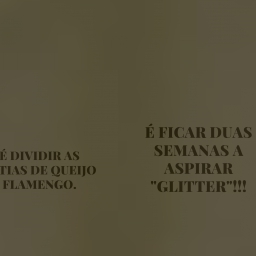 É DIVIDIR AS
TIAS DE QUEIJO
FLAMENGO.
É FICAR DUAS
SEMANAS A
ASPIRAR
"GLITTER"!!!